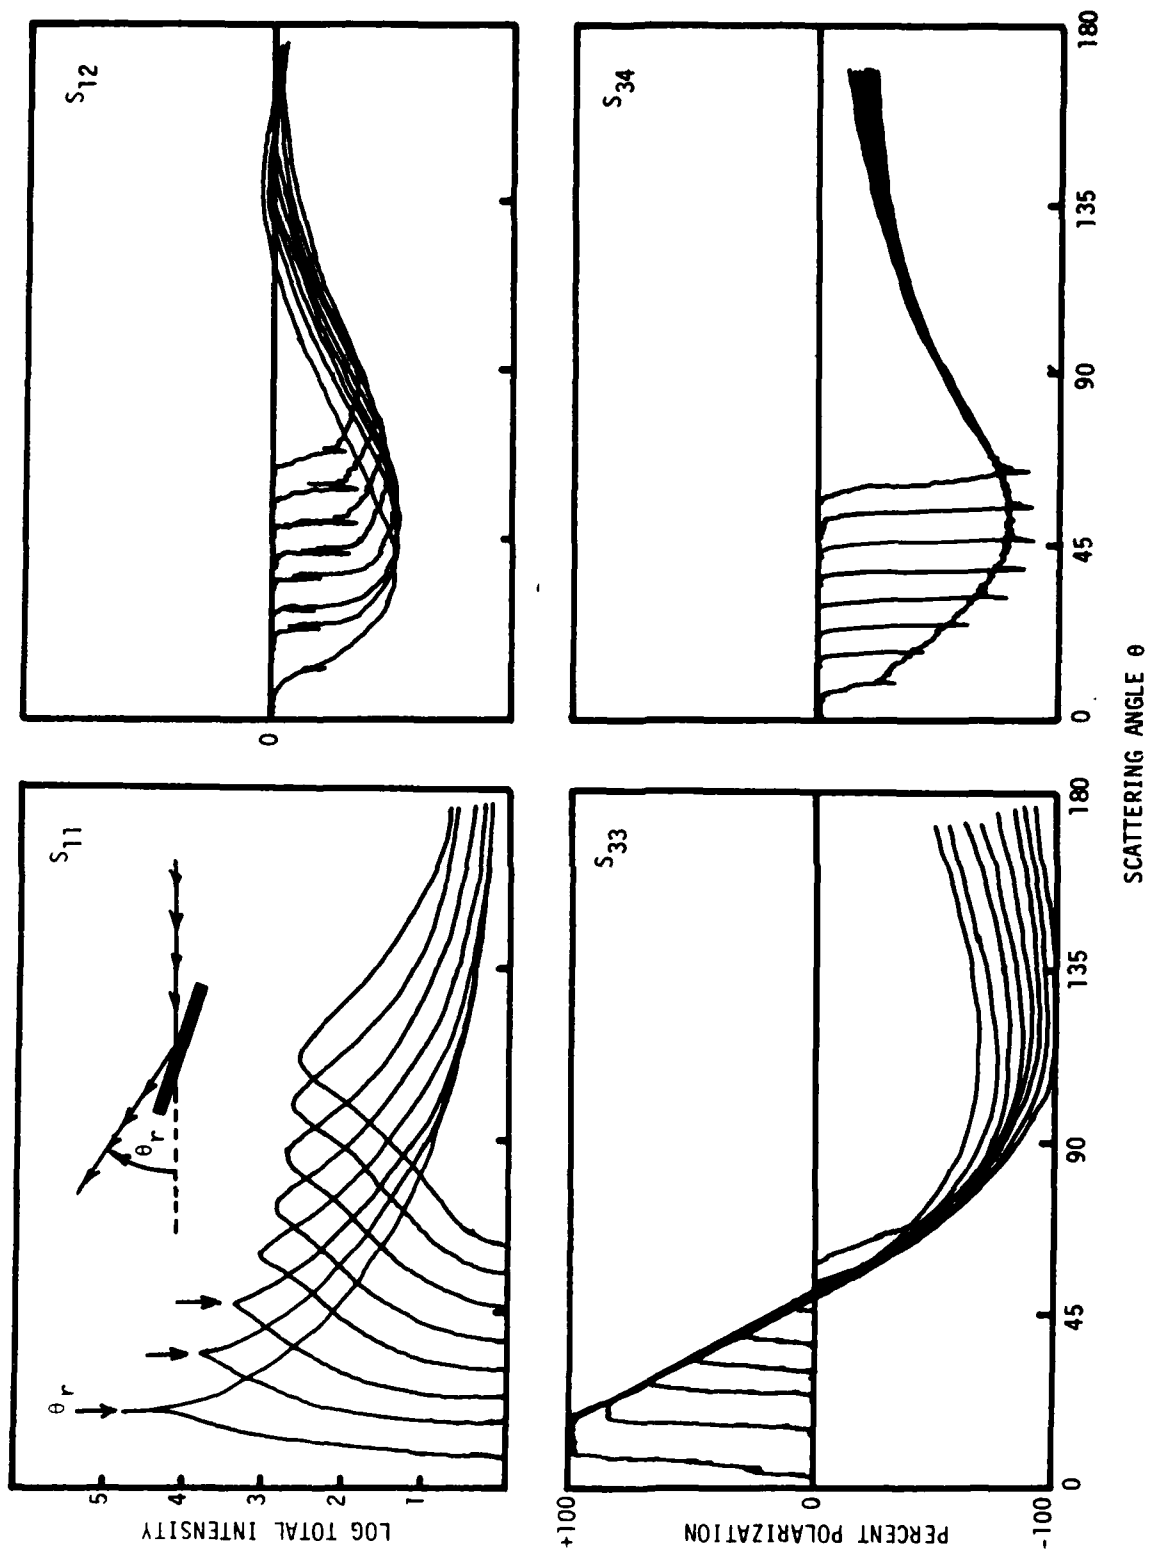 S11
θr
θr
5
4
3
2
1
LOG TOTAL INTENSITY
S12
0
S33
+100
0
-100
PERCENT POLARIZATION
0
45
90
135
180
S34
0
45
90
135
180
SCATTERING ANGLE θ